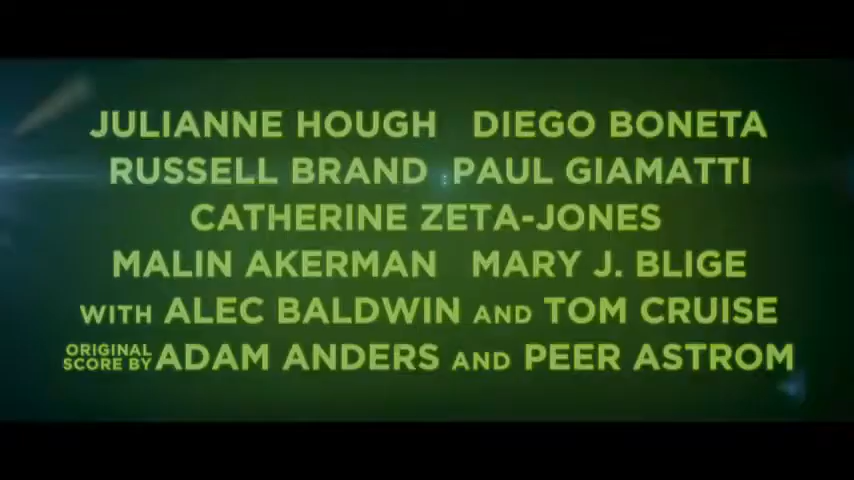 JULIANNE HOUGH DIEGO BONETA
RUSSELL BRAND PAUL GIAMATTI
CATHERINE ZETA-JONES
MALIN AKERMAN MARY J. BLIGE
WITH ALEC BALDWIN AND TOM CRUISE
ORIGINAL SCORE BY ADAM ANDERS AND PEER ASTROM